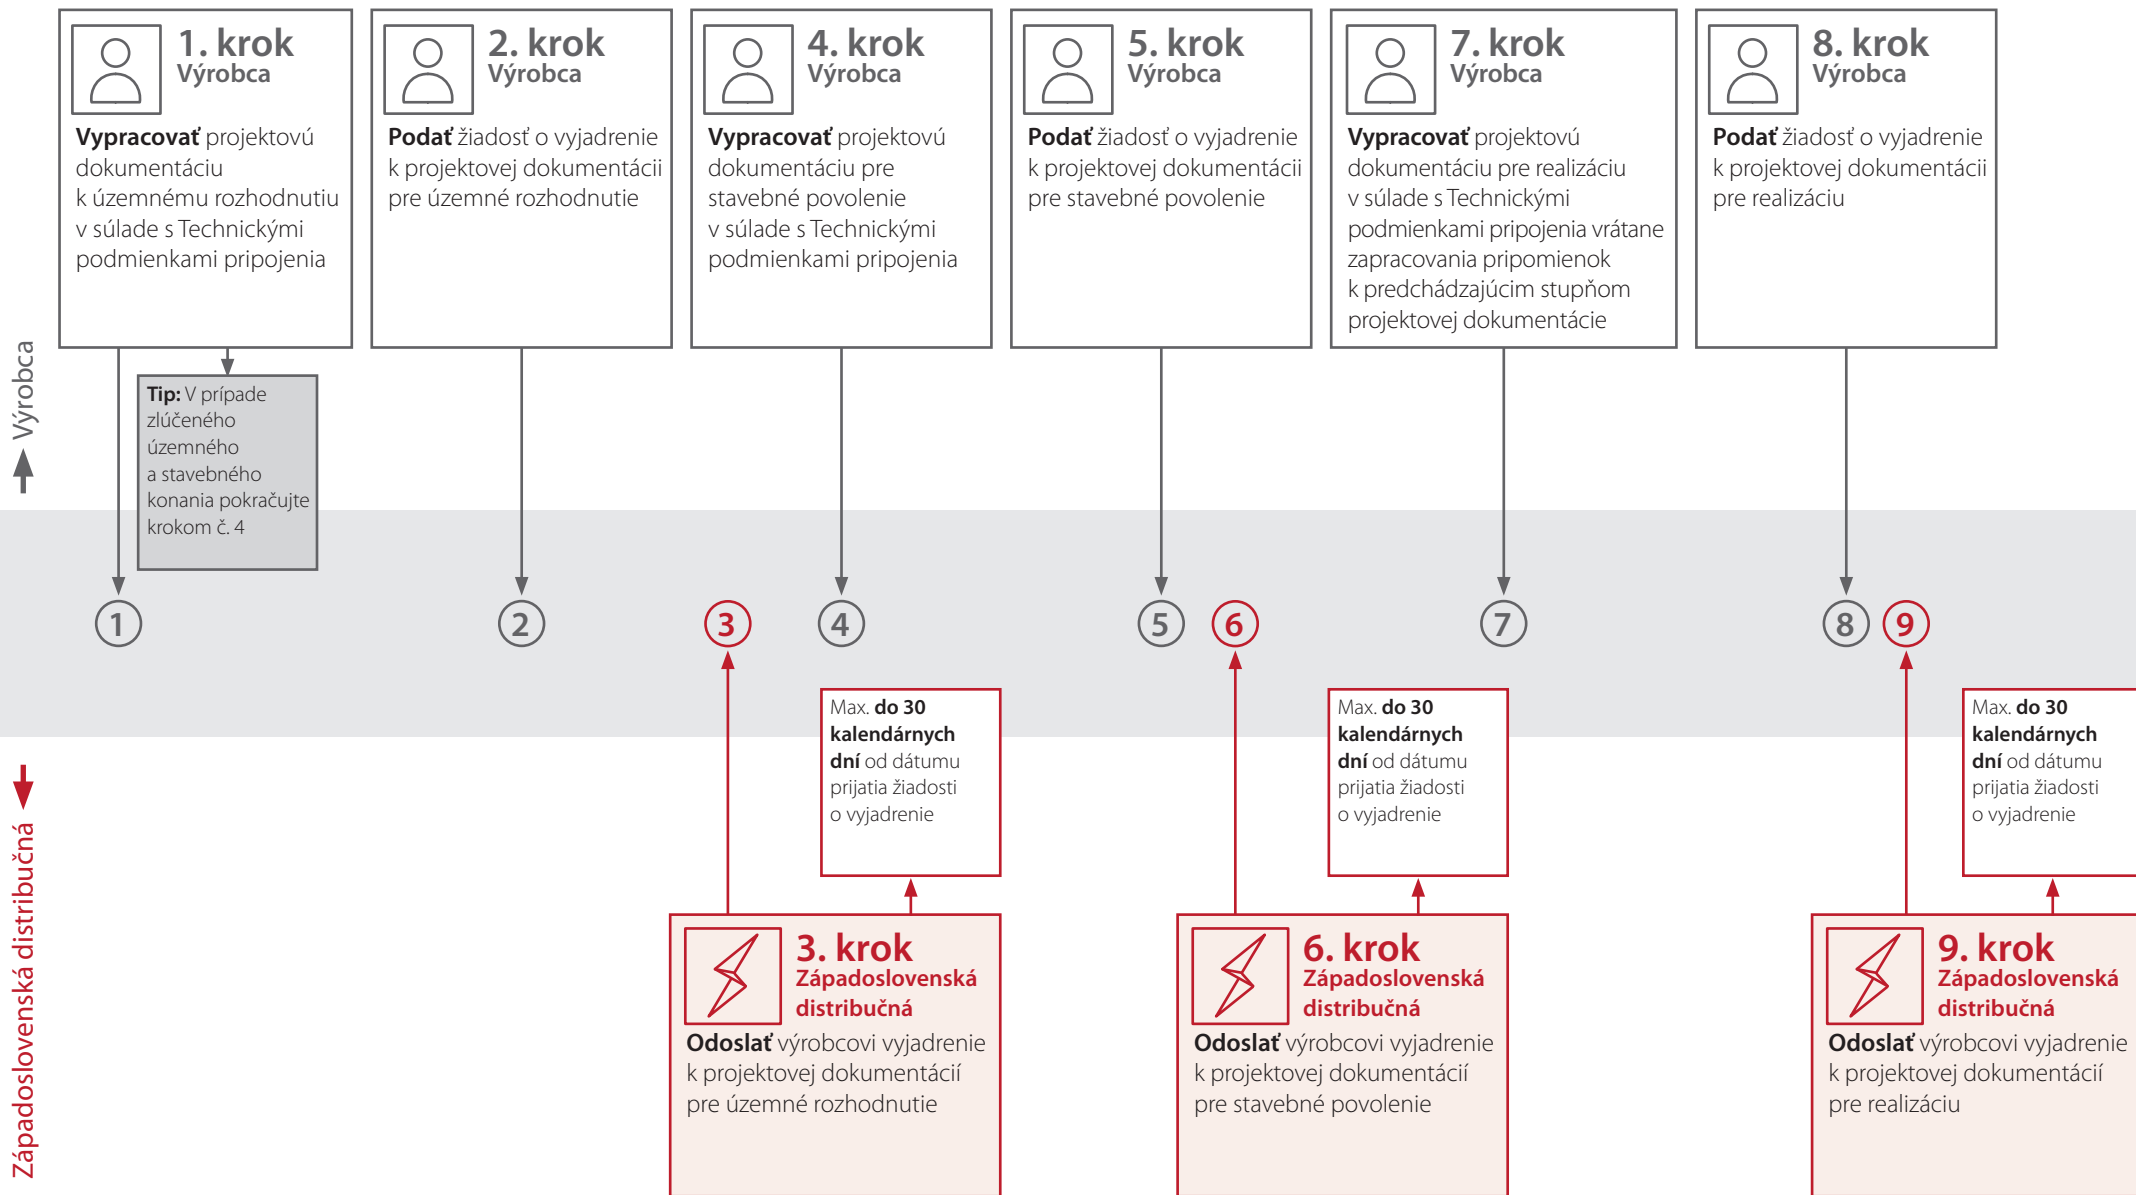 1. krok
Výrobca
Vypracovať projektovú
dokumentáciu
k územnému rozhodnutiu
v súlade s Technickými
podmienkami pripojenia
2. krok
Výrobca
Podať žiadosť o vyjadrenie
k projektovej dokumentácii
pre územné rozhodnutie
4. krok
Výrobca
Vypracovať projektovú
dokumentáciu pre
stavebné povolenie
v súlade s Technickými
podmienkami pripojenia
5. krok
Výrobca
Podať žiadosť o vyjadrenie
k projektovej dokumentácii
pre stavebné povolenie
7. krok
Výrobca
Vypracovať projektovú
dokumentáciu pre realizáciu
v súlade s Technickými
podmienkami pripojenia vrátane
zapracovania pripomienok
k predchádzajúcim stupňom
projektovej dokumentácie
8. krok
Výrobca
Podať žiadosť o vyjadrenie
k projektovej dokumentácii
pre realizáciu
Výrobca
Tip: V prípade
zlúčeného
územného
a stavebného
konania pokračujte
krokom č. 4
1
2
3
4
5
6
7
8
9
Max. do 30
kalendárnych
dní od dátumu
prijatia žiadosti
o vyjadrenie
Max. do 30
kalendárnych
dní od dátumu
prijatia žiadosti
o vyjadrenie
Max. do 30
kalendárnych
dní od dátumu
prijatia žiadosti
o vyjadrenie
Západoslovenská distribučná
3. krok
Západoslovenská
distribučná
Odoslať výrobcovi vyjadrenie
k projektovej dokumentácií
pre územné rozhodnutie
6. krok
Západoslovenská
distribučná
Odoslať výrobcovi vyjadrenie
k projektovej dokumentácií
pre stavebné povolenie
9. krok
Západoslovenská
distribučná
Odoslať výrobcovi vyjadrenie
k projektovej dokumentácií
pre realizáciu